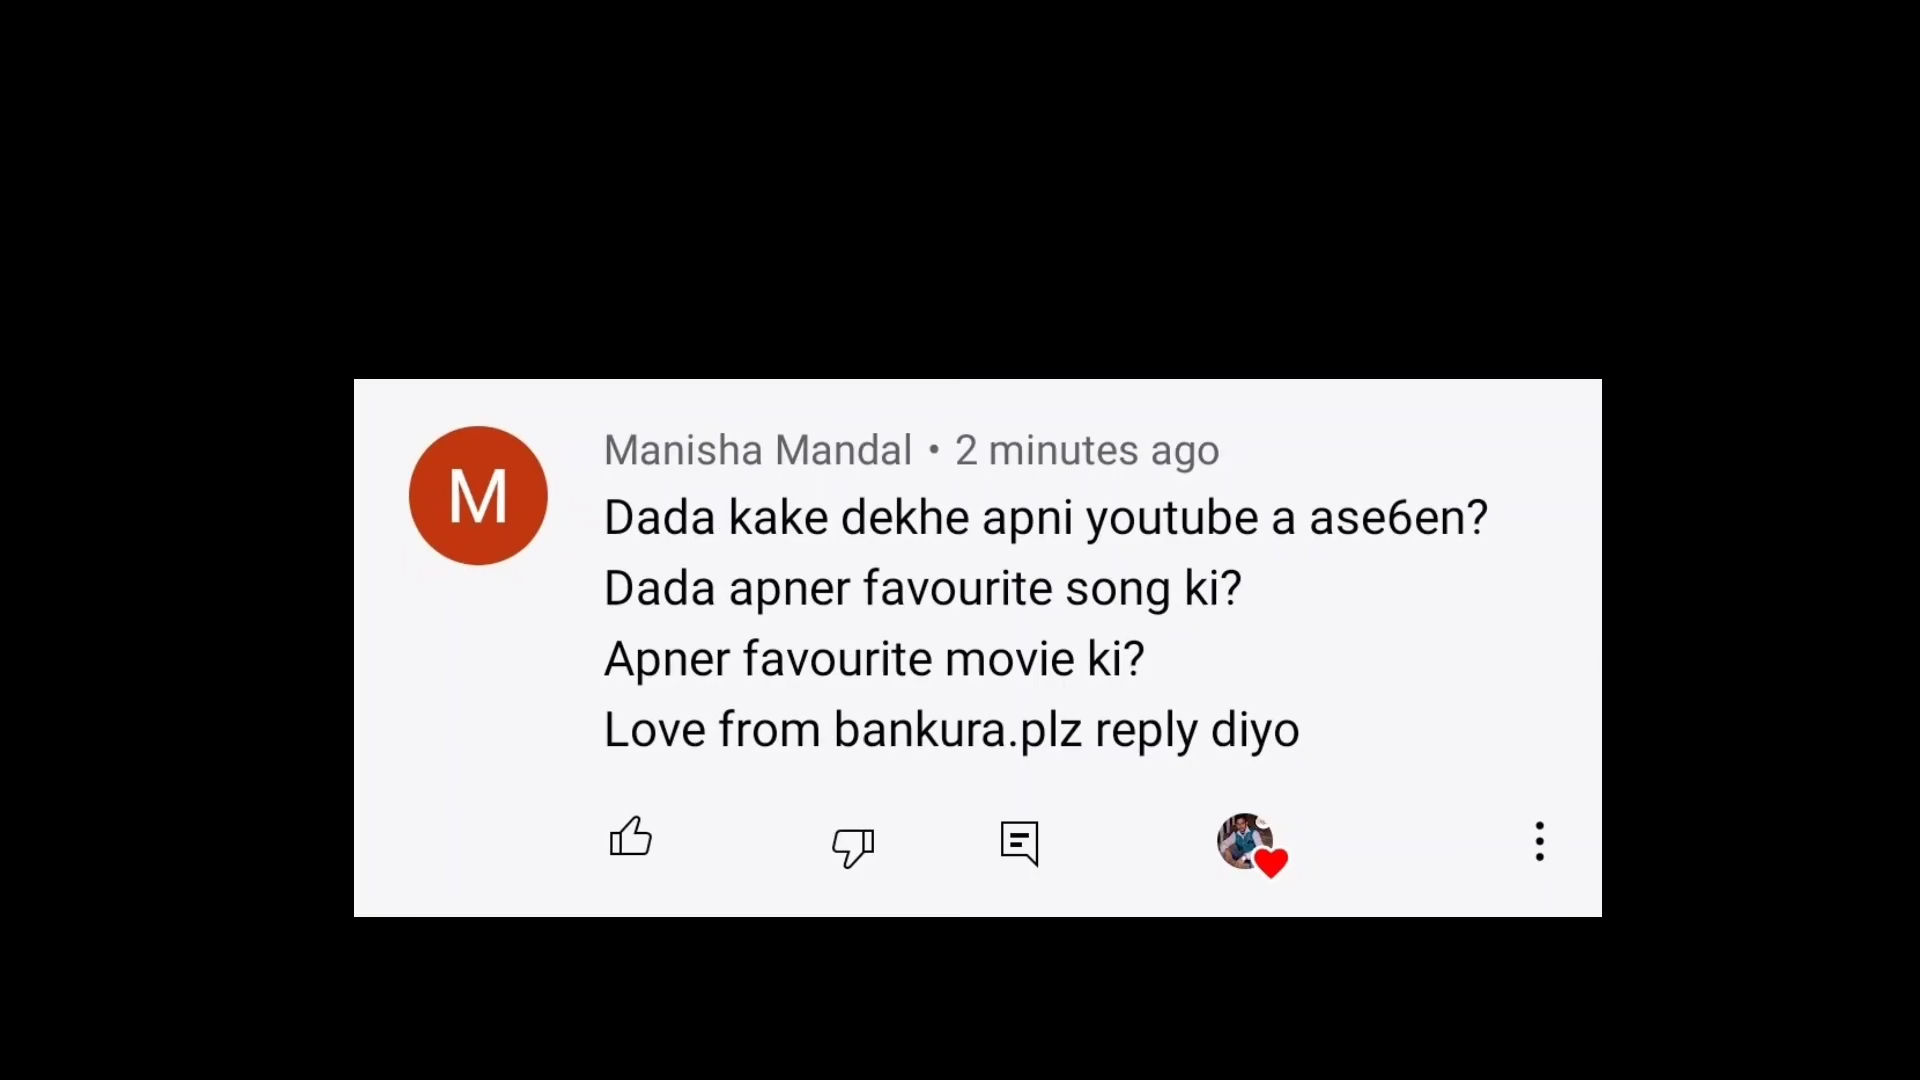 M
Manisha Mandal • 2 minutes ago
Dada kake dekhe apni youtube a ase6en?
Dada apner favourite song ki?
Apner favourite movie ki?
Love from bankura.plz reply diyo